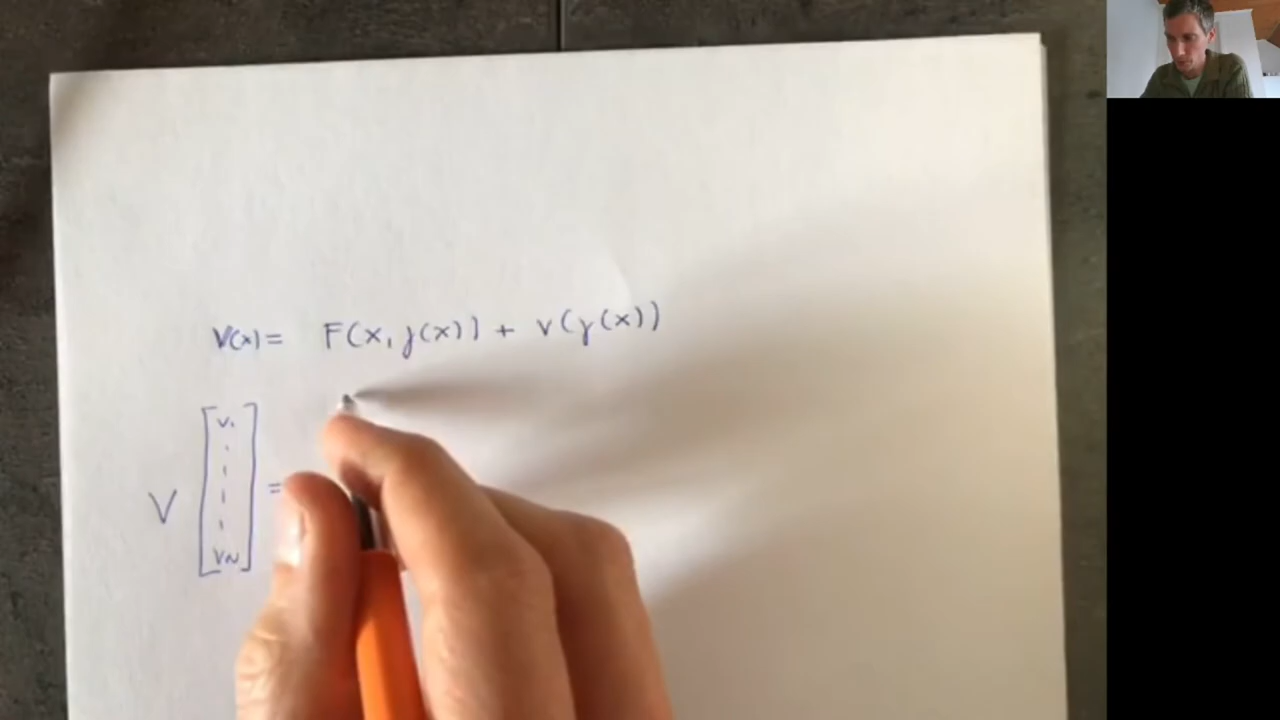 V(x) = F(x, y(x)) + v(y(x))
V [ v1 . . . . vN ] =